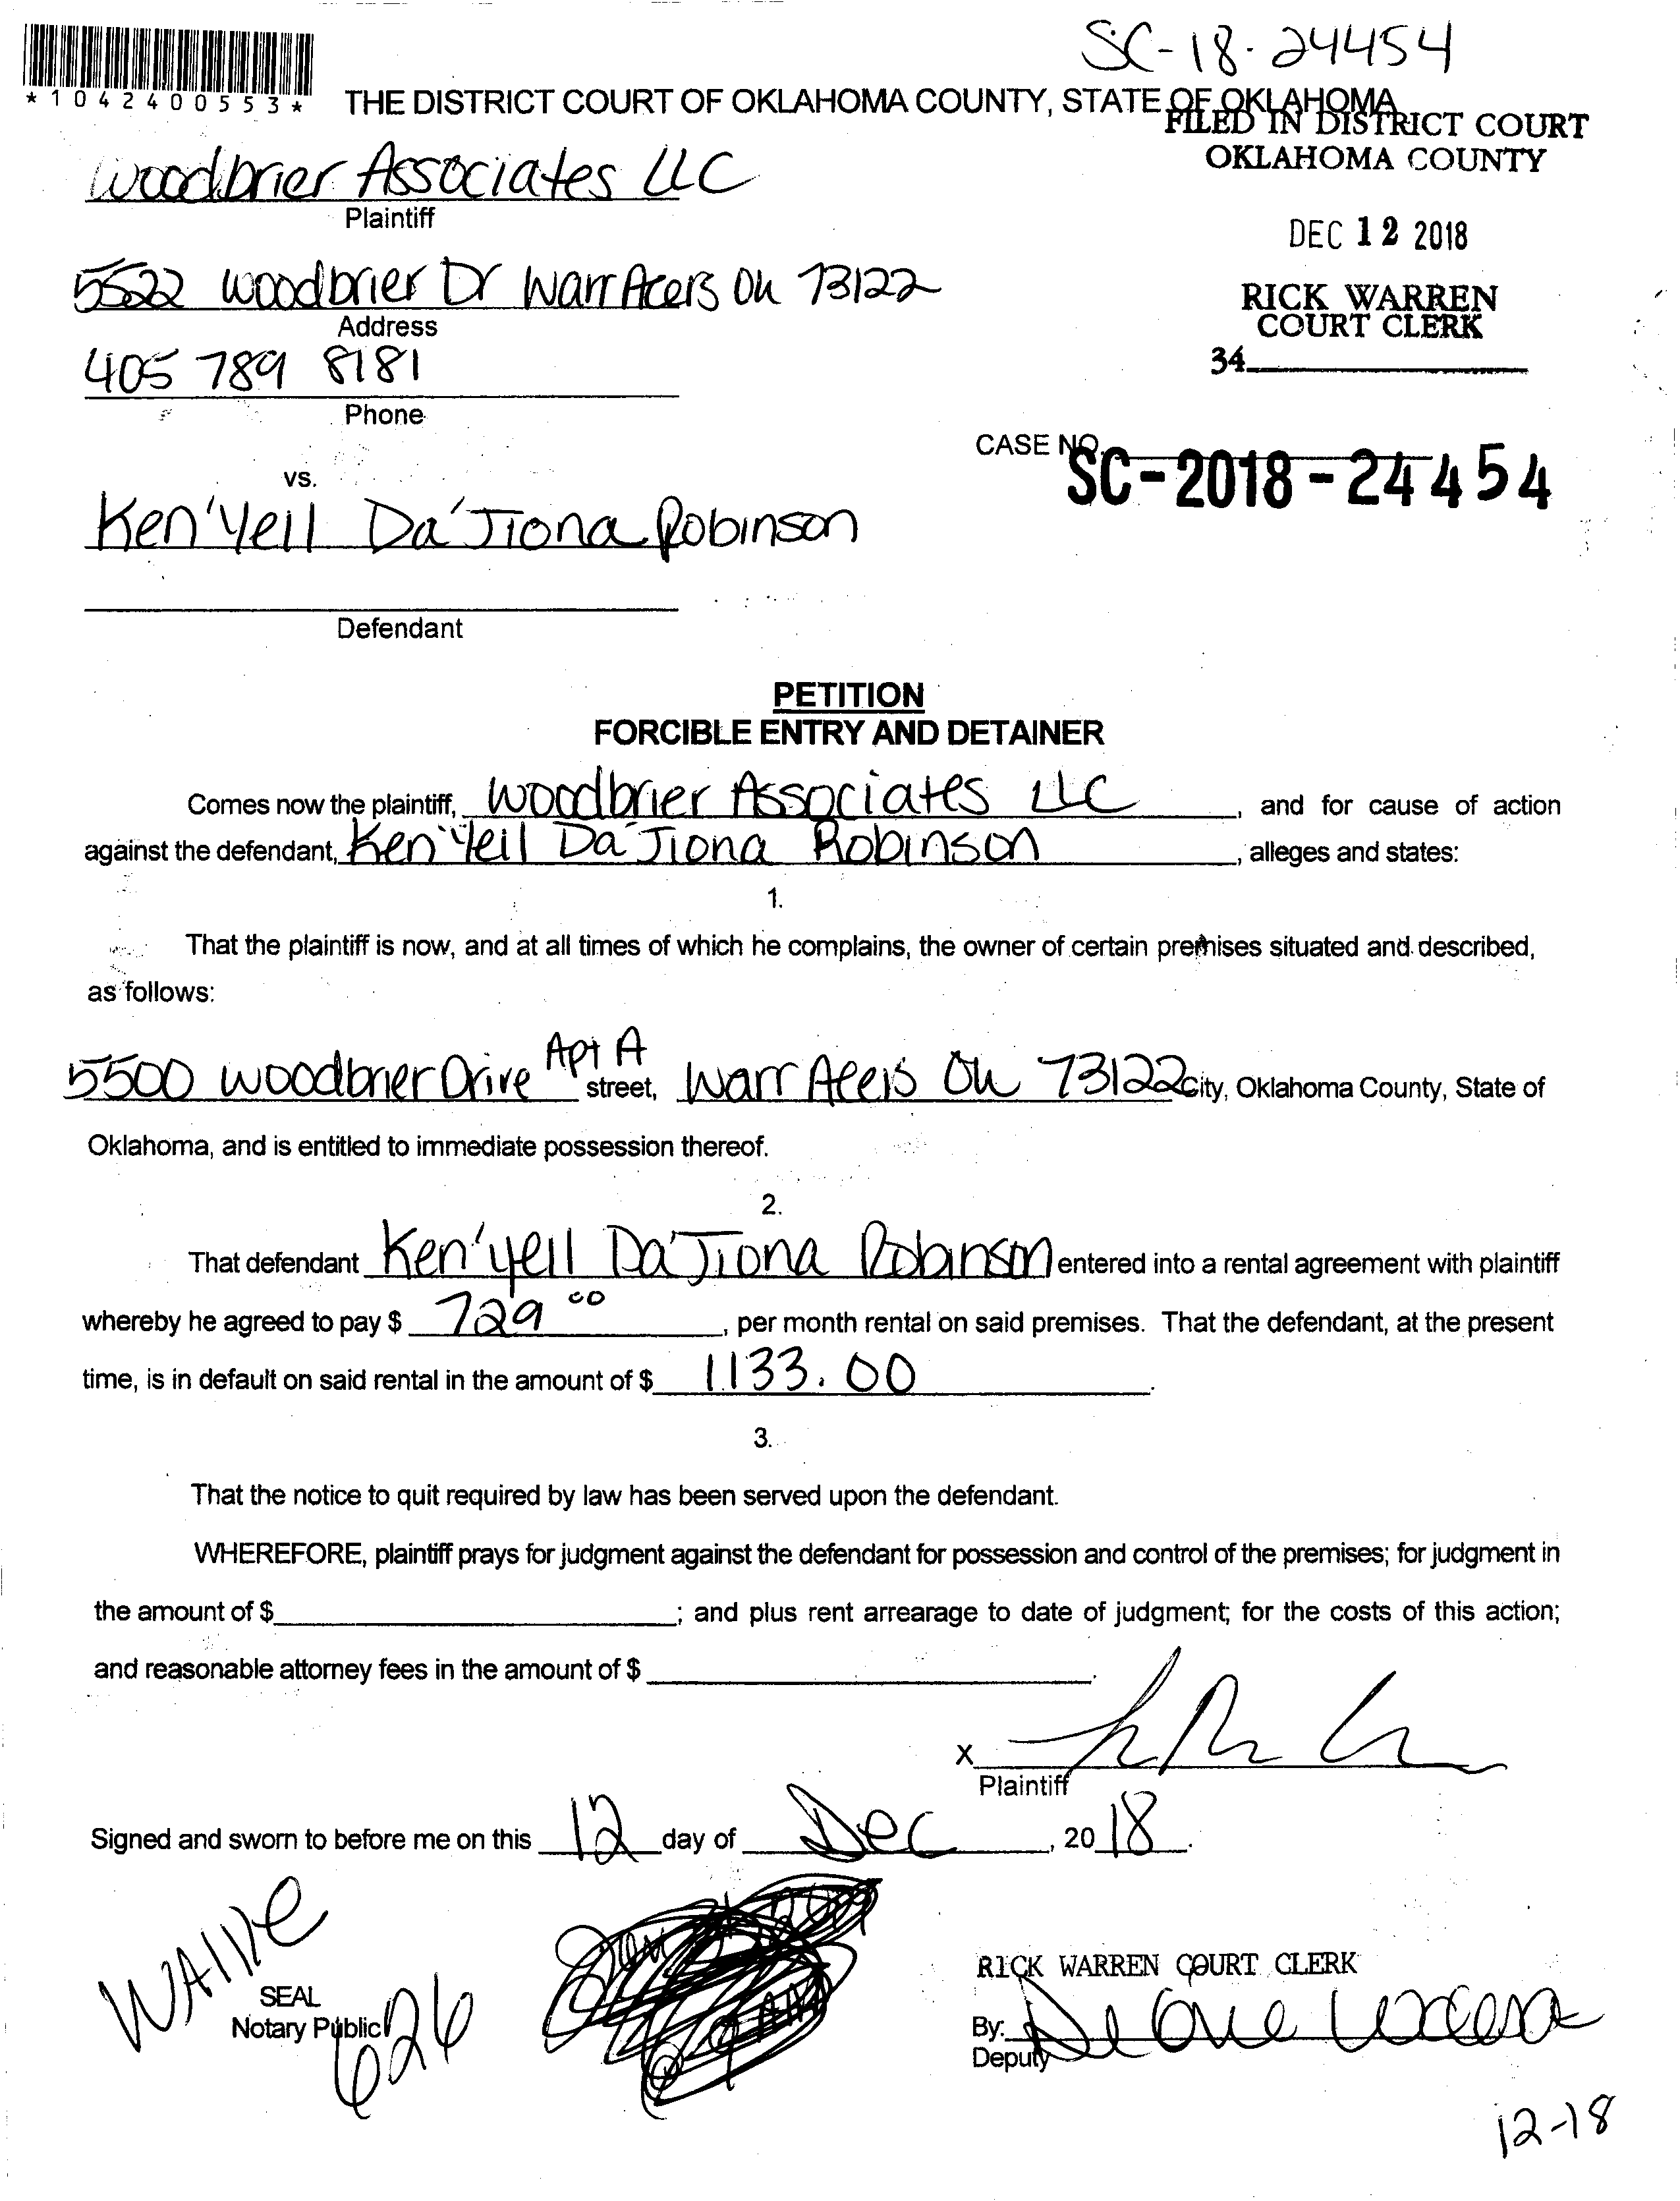 SC-18-24454
*1042400553*
THE DISTRICT COURT OF OKLAHOMA COUNTY, STATE OF OKLAHOMA
FILED IN DISTRICT COURT
OKLAHOMA COUNTY
Woodbrier Associates LLC
Plaintiff
DEC 12 2018
5522 Woodbrier Dr Warr Acers Ok 73122
Address
RICK WARREN
COURT CLERK
34
405 789 8181
Phone
CASE NO.
SC-2018-24454
vs.
Ken'Yell Da'Jiona Robinson
Defendant
PETITION
FORCIBLE ENTRY AND DETAINER
Comes now the plaintiff, Woodbrier Associates LLC, and for cause of action
against the defendant, Ken'Yell Da'Jiona Robinson, alleges and states:
1.
That the plaintiff is now, and at all times of which he complains, the owner of certain premises situated and described,
as follows:
5500 Woodbrier Drive Apt A street, Warr Acers Ok 73122 City, Oklahoma County, State of
Oklahoma, and is entitled to immediate possession thereof.
2.
That defendant Ken'Yell Da'Jiona Robinson entered into a rental agreement with plaintiff
whereby he agreed to pay $ 729 00, per month rental on said premises. That the defendant, at the present
time, is in default on said rental in the amount of $ 1133.00.
3.
That the notice to quit required by law has been served upon the defendant.
WHEREFORE, plaintiff prays for judgment against the defendant for possession and control of the premises; for judgment in
the amount of $ ; and plus rent arrearage to date of judgment; for the costs of this action;
and reasonable attorney fees in the amount of $ .
X
Plaintiff
Signed and sworn to before me on this 12 day of Dec, 2018.
WAIVE
SEAL
Notary Public
626
RICK WARREN COURT CLERK
By:
Deputy
12-18